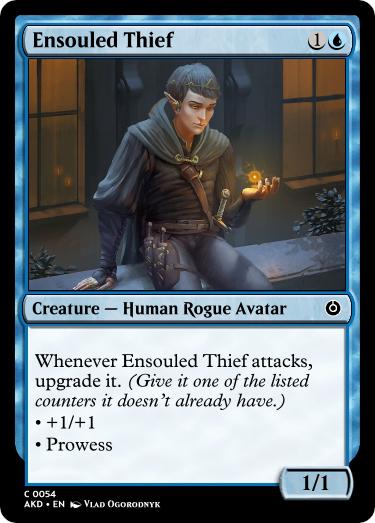 Ensouled Thief 1
Creature — Human Rogue Avatar
Whenever Ensouled Thief attacks,
upgrade it. (Give it one of the listed
counters it doesn't already have.)
• +1/+1
• Prowess
1/1
C 0054
AKD • EN Vlad Ogorodnyk